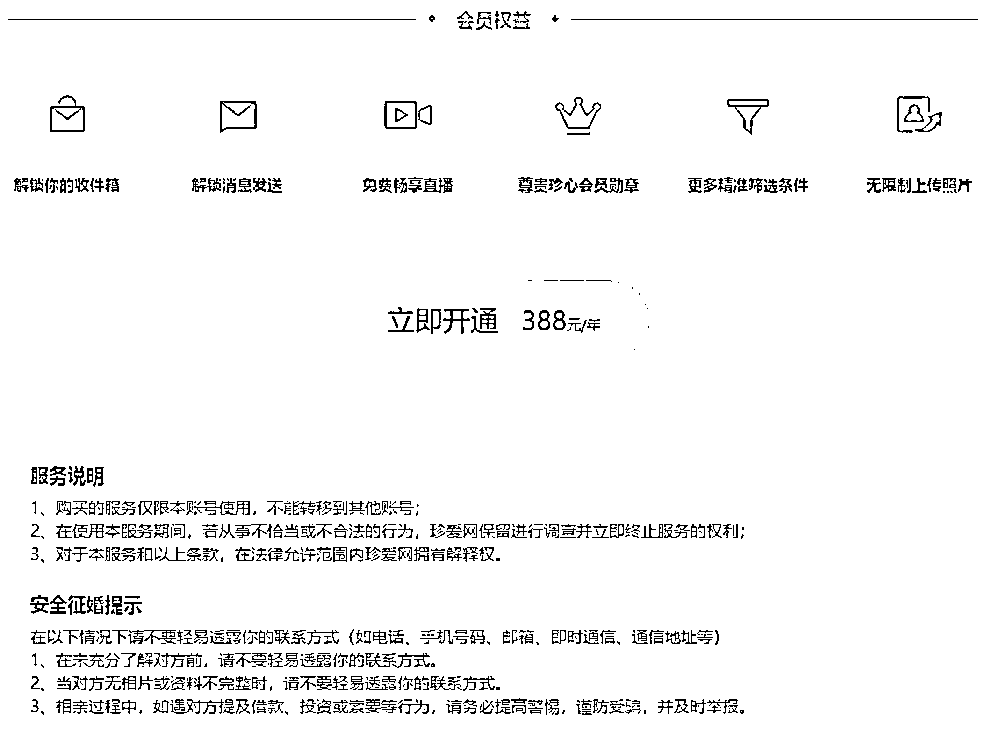 会员权益
解锁你的收件箱 解锁消息发送 免费畅享直播 尊贵珍心会员勋章 更多精准筛选条件 无限制上传照片
立即开通 388元/年
服务说明
1、购买的服务仅限本账号使用，不能转移到其他账号；
2、在使用本服务期间，若从事不恰当或不合法的行为，珍爱网保留进行调查并立即终止服务的权利；
3、对于本服务和以上条款，在法律允许范围内珍爱网拥有解释权。
安全征婚提示
在以下情况下请不要轻易透露你的联系方式（如电话、手机号码、邮箱、即时通信、通信地址等）
1、在未充分了解对方前，请不要轻易透露你的联系方式。
2、当对方无相片或资料不完整时，请不要轻易透露你的联系方式。
3、相亲过程中，如遇对方提及借款、投资或索要等行为，请务必提高警惕，谨防受骗，并及时举报。